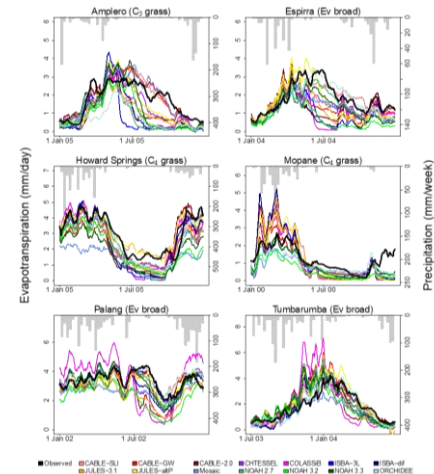 Amplero (C3 grass)
Espirra (Ev broad)
1 Jan 05
1 Jul 05
1 Jan 04
1 Jul 04
Howard Springs (C4 grass)
Mopane (C4 grass)
1 Jan 05
1 Jul 05
1 Jan 00
1 Jul 00
Palang (Ev broad)
Tumbarumba (Ev broad)
1 Jan 02
1 Jul 02
1 Jul 03
1 Jan 04
Evapotranspiration (mm/day)
Precipitation (mm/week)
Observed CABLE-SLI CABLE-GW CABLE-2.0 CHTESSEL COLASSiB ISBA-3L ISBA-dif
JULES-3.1 JULES-altP Mosaic NOAH 2.7 NOAH 3.2 NOAH 3.3 ORCHIDEE